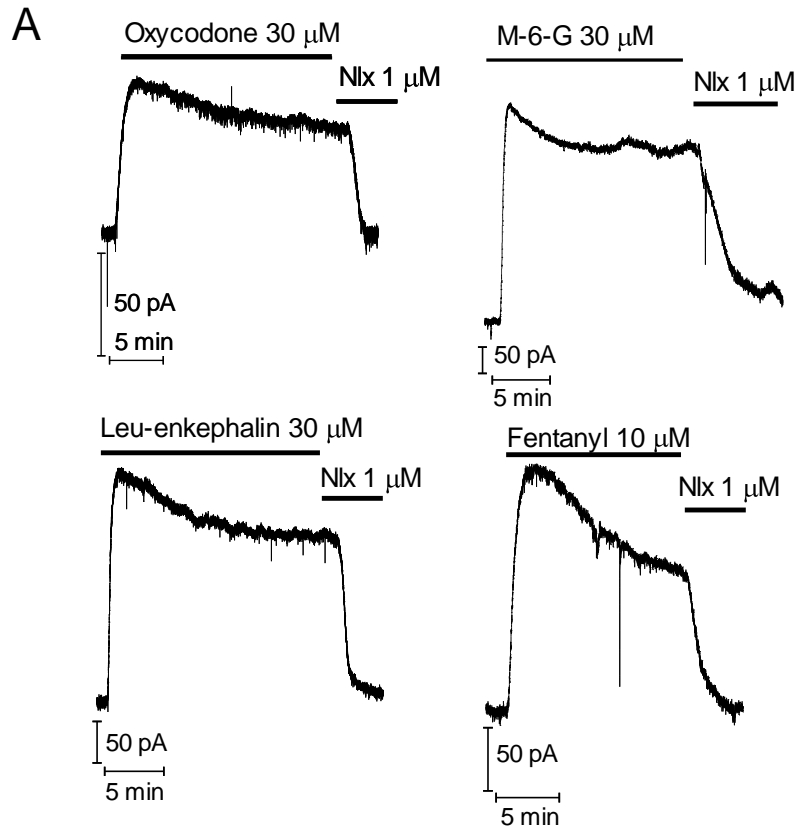 A
Oxycodone 30 μM
Nlx 1 μM
50 pA
5 min
M-6-G 30 μM
Nlx 1 μM
50 pA
5 min
Leu-enkephalin 30 μM
Nlx 1 μM
50 pA
5 min
Fentanyl 10 μM
Nlx 1 μM
50 pA
5 min